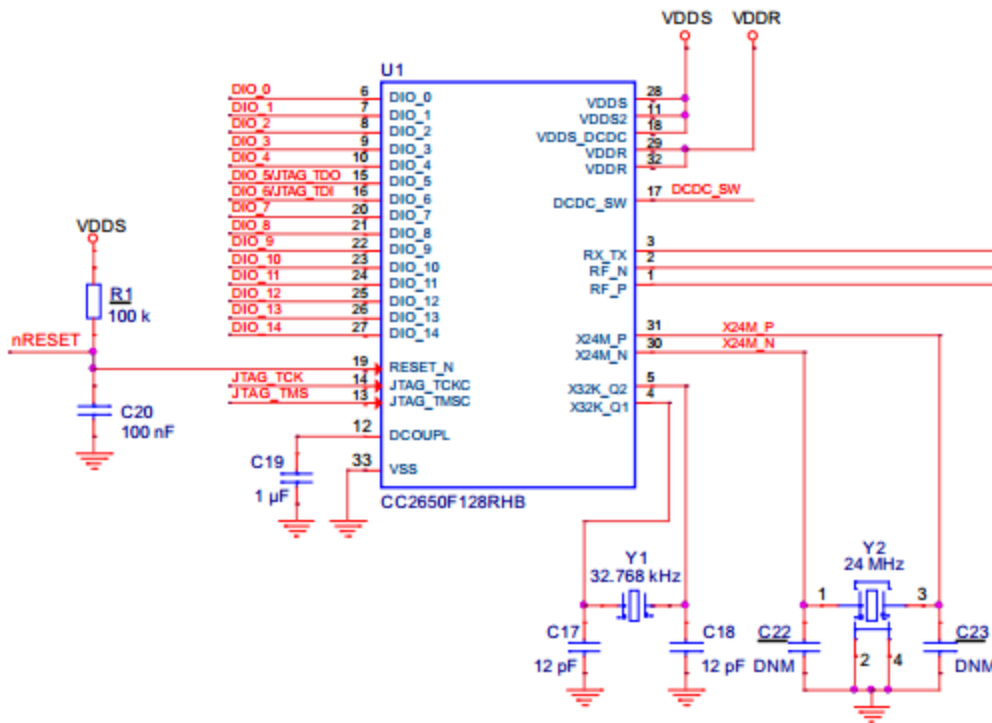 VDDS VDDR
U1
DIO_0 6 DIO_0
DIO_1 7 DIO_1
DIO_2 8 DIO_2
DIO_3 9 DIO_3
DIO_4 10 DIO_4
DIO_5/JTAG_TDO 15 DIO_5
DIO_6/JTAG_TDI 16 DIO_6
DIO_7 20 DIO_7
DIO_8 21 DIO_8
DIO_9 22 DIO_9
DIO_10 23 DIO_10
DIO_11 24 DIO_11
DIO_12 25 DIO_12
DIO_13 26 DIO_13
DIO_14 27 DIO_14
VDDS 28
VDDS2 11
VDDS_DCDC 18
VDDR 29
VDDR 32
DCDC_SW 17 DCDC_SW
RX_TX 3
RF_N 2
RF_P 1
X24M_P 31 X24M_P
X24M_N 30 X24M_N
X32K_Q2 5
X32K_Q1 4
VDDS
R1
100 k
nRESET
19 RESET_N
JTAG_TCK 14 JTAG_TCKC
JTAG_TMS 13 JTAG_TMSC
C20
100 nF
12 DCOUPL
C19
1 µF
33 VSS
CC2650F128RHB
Y1
32.768 kHz
C17
12 pF
C18
12 pF
Y2
24 MHz
1 3
C22
DNM
2 4
C23
DNM